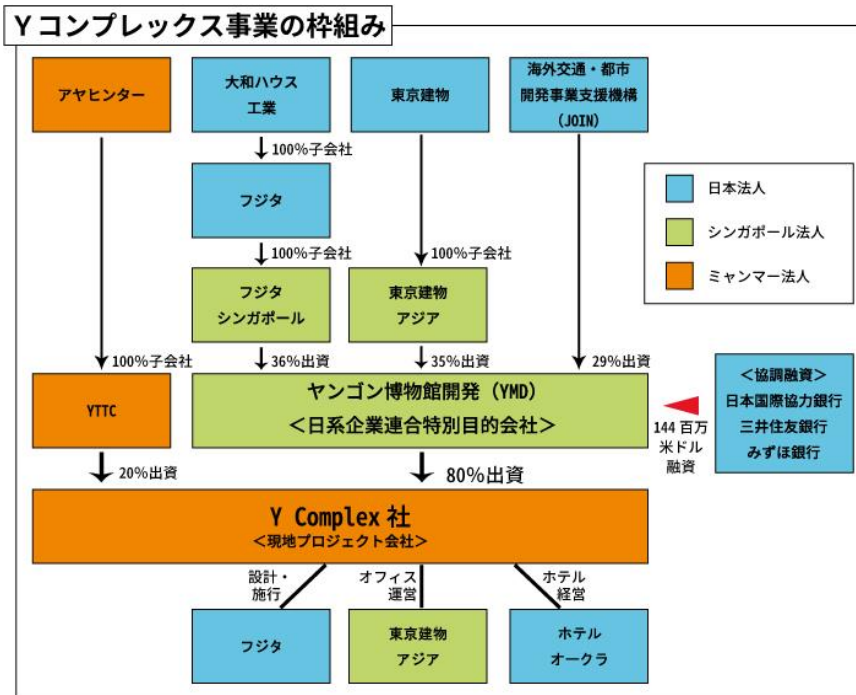 Yコンプレックス事業の枠組み
アヤヒンター
大和ハウス
工業
東京建物
海外交通・都市
開発事業支援機構
(JOIN)
100%子会社
フジタ
日本法人
シンガポール法人
ミャンマー法人
100%子会社
100%子会社
フジタ
シンガポール
東京建物
アジア
100%子会社
36%出資
35%出資
29%出資
YTTC
ヤンゴン博物館開発(YMD)
<日系企業連合特別目的会社>
144百万
米ドル
融資
<協調融資>
日本国際協力銀行
三井住友銀行
みずほ銀行
20%出資
80%出資
Y Complex 社
<現地プロジェクト会社>
設計・
施行
オフィス
運営
ホテル
経営
フジタ
東京建物
アジア
ホテル
オークラ